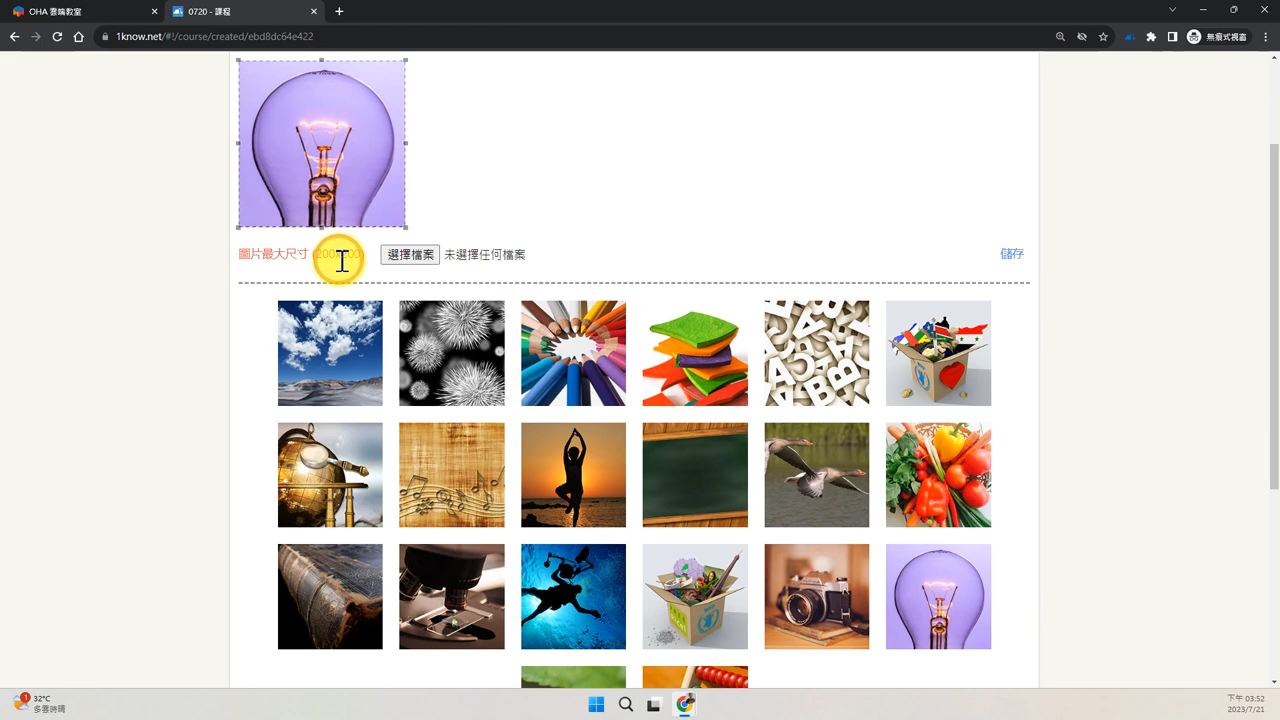 OHA 雲端教室
0720 - 課程
1know.net/#!/course/created/ebd8dc64e422
無痕式視窗
圖片最大尺寸 (200x200)
選擇檔案 未選擇任何檔案
儲存
1
32°C
多雲時晴
下午 03:52
2023/7/21